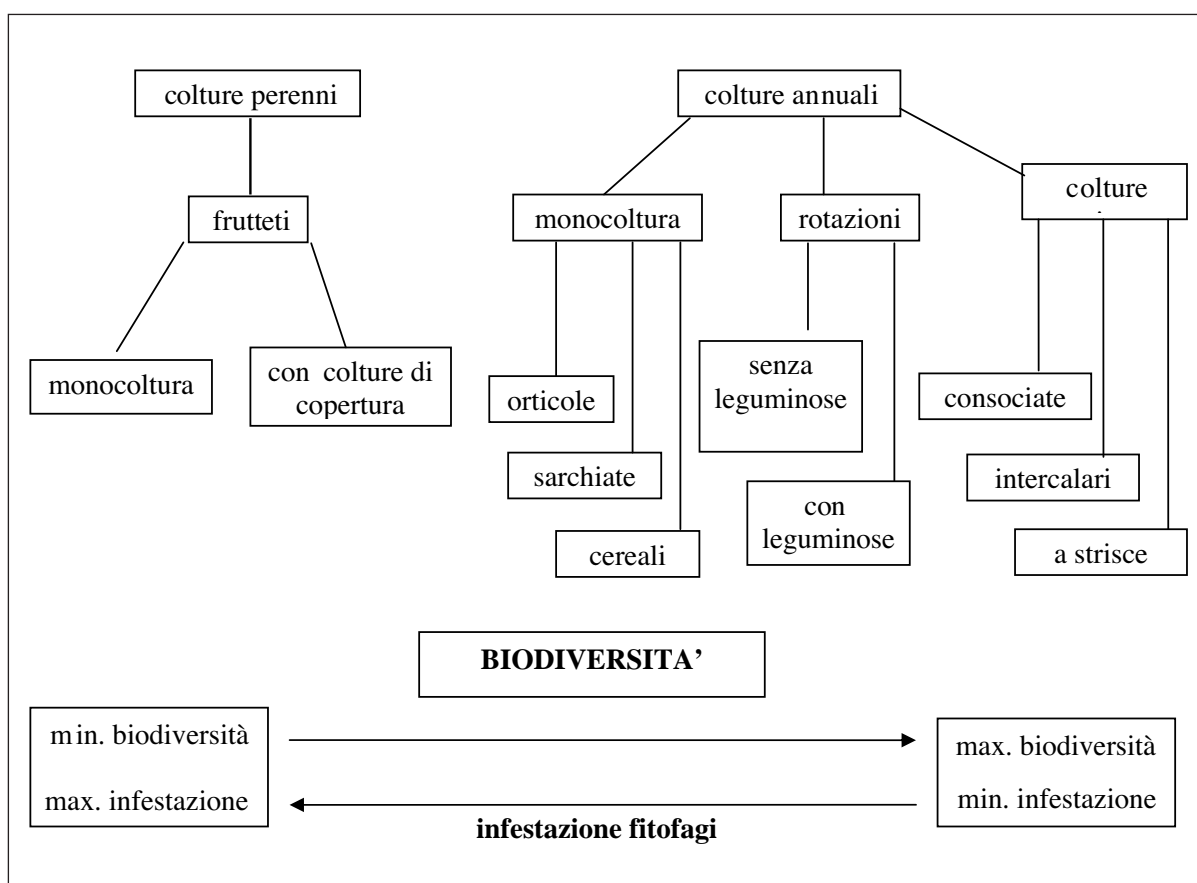 colture perenni
colture annuali
frutteti
monocoltura
rotazioni
colture
monocoltura
con colture di
copertura
orticole
senza
leguminose
consociate
sarchiate
con
leguminose
intercalari
cereali
a strisce
BIODIVERSITA’
min. biodiversità
max. infestazione
max. biodiversità
min. infestazione
infestazione fitofagi